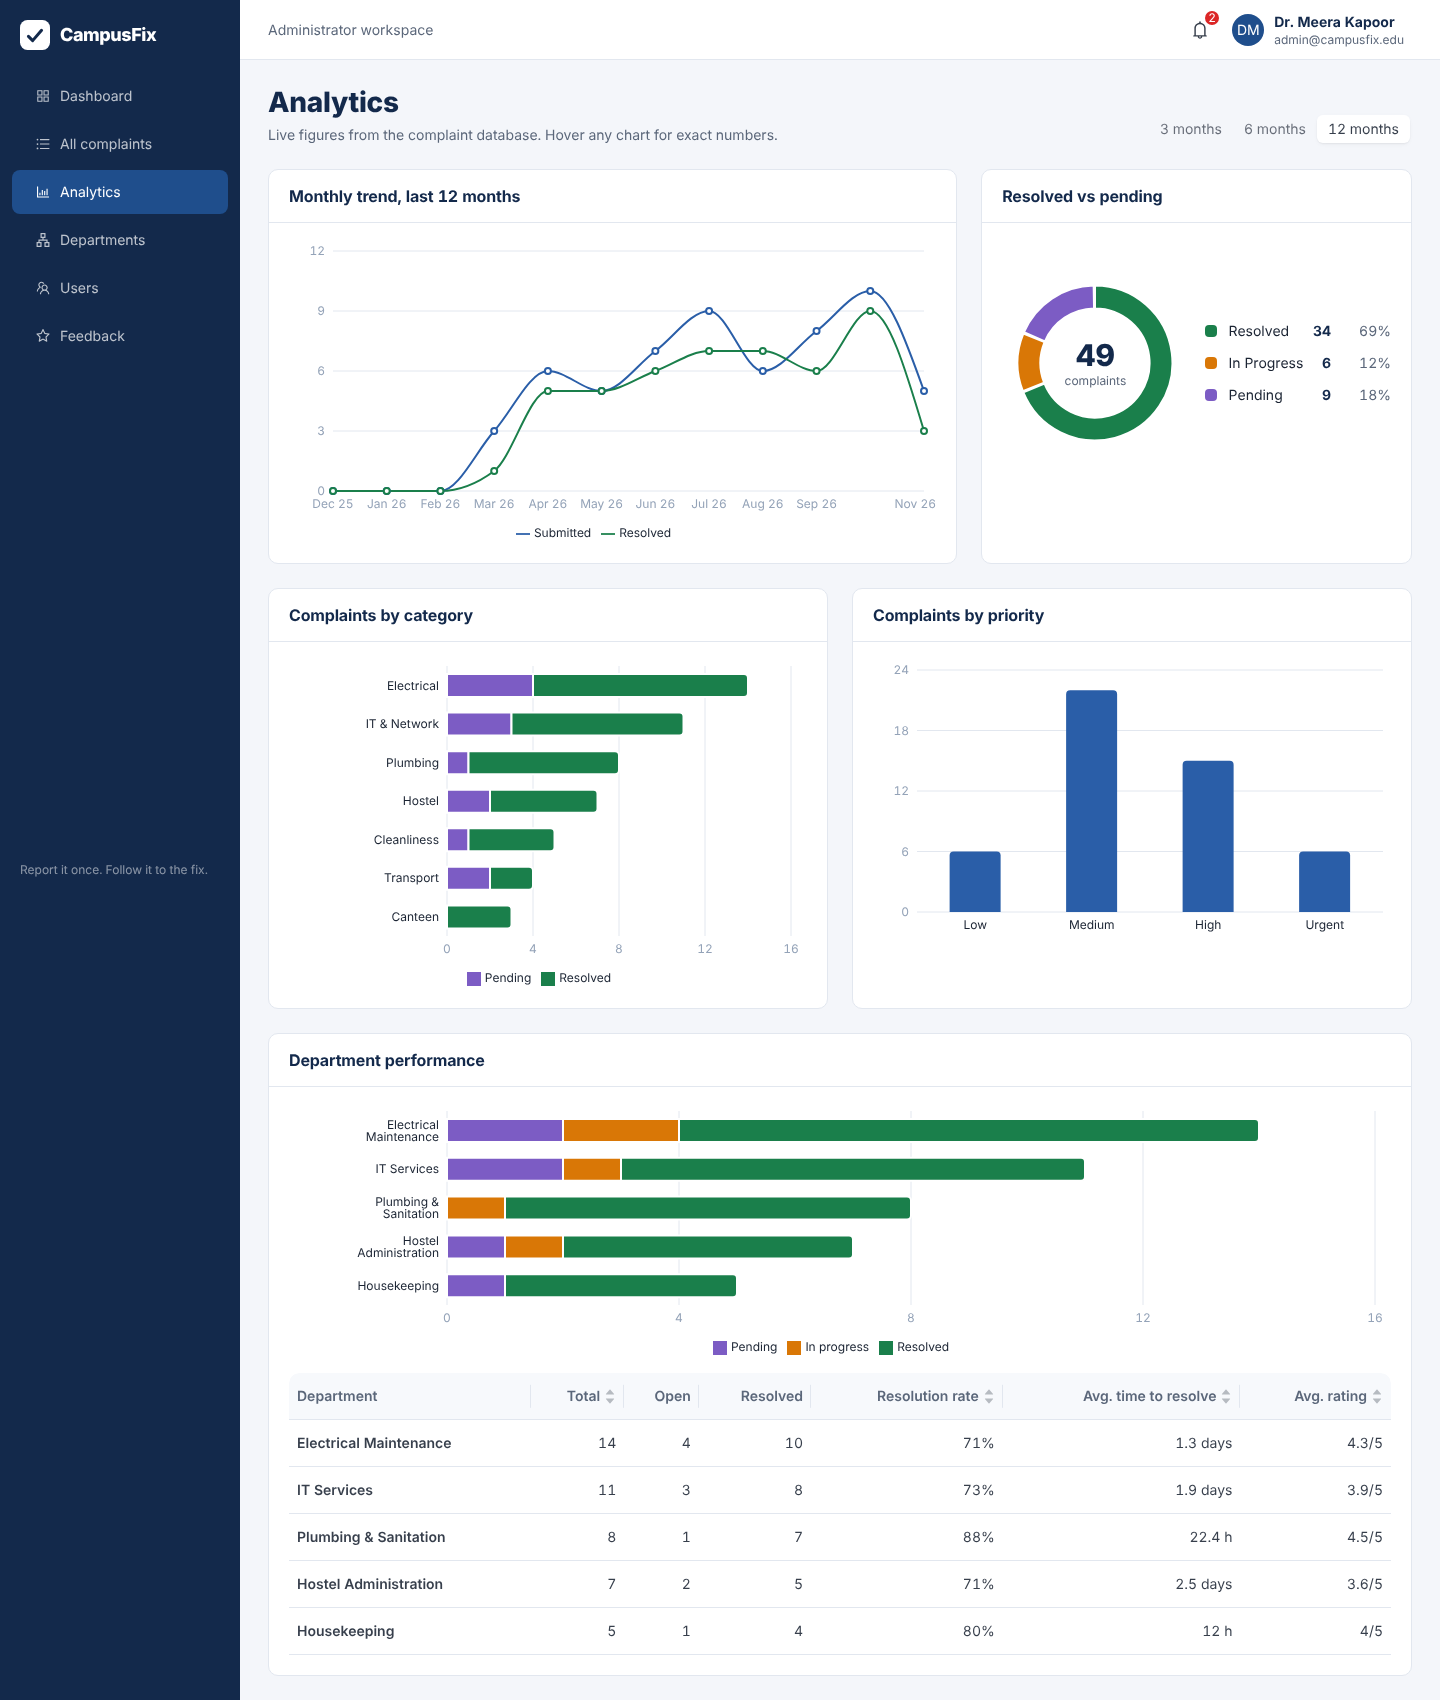 CampusFix
Dashboard
All complaints
Analytics
Departments
Users
Feedback
Report it once. Follow it to the fix.
Administrator workspace
2
DM
Dr. Meera Kapoor
admin@campusfix.edu
Analytics
Live figures from the complaint database. Hover any chart for exact numbers.
3 months 6 months 12 months
Monthly trend, last 12 months
12
9
6
3
0
Dec 25 Jan 26 Feb 26 Mar 26 Apr 26 May 26 Jun 26 Jul 26 Aug 26 Sep 26 Nov 26
Submitted Resolved
Resolved vs pending
49
complaints
Resolved 34 69%
In Progress 6 12%
Pending 9 18%
Complaints by category
Electrical
IT & Network
Plumbing
Hostel
Cleanliness
Transport
Canteen
0 4 8 12 16
Pending Resolved
Complaints by priority
24
18
12
6
0
Low Medium High Urgent
Department performance
Electrical
Maintenance
IT Services
Plumbing &
Sanitation
Hostel
Administration
Housekeeping
0 4 8 12 16
Pending In progress Resolved
Department Total Open Resolved Resolution rate Avg. time to resolve Avg. rating
Electrical Maintenance 14 4 10 71% 1.3 days 4.3/5
IT Services 11 3 8 73% 1.9 days 3.9/5
Plumbing & Sanitation 8 1 7 88% 22.4 h 4.5/5
Hostel Administration 7 2 5 71% 2.5 days 3.6/5
Housekeeping 5 1 4 80% 12 h 4/5